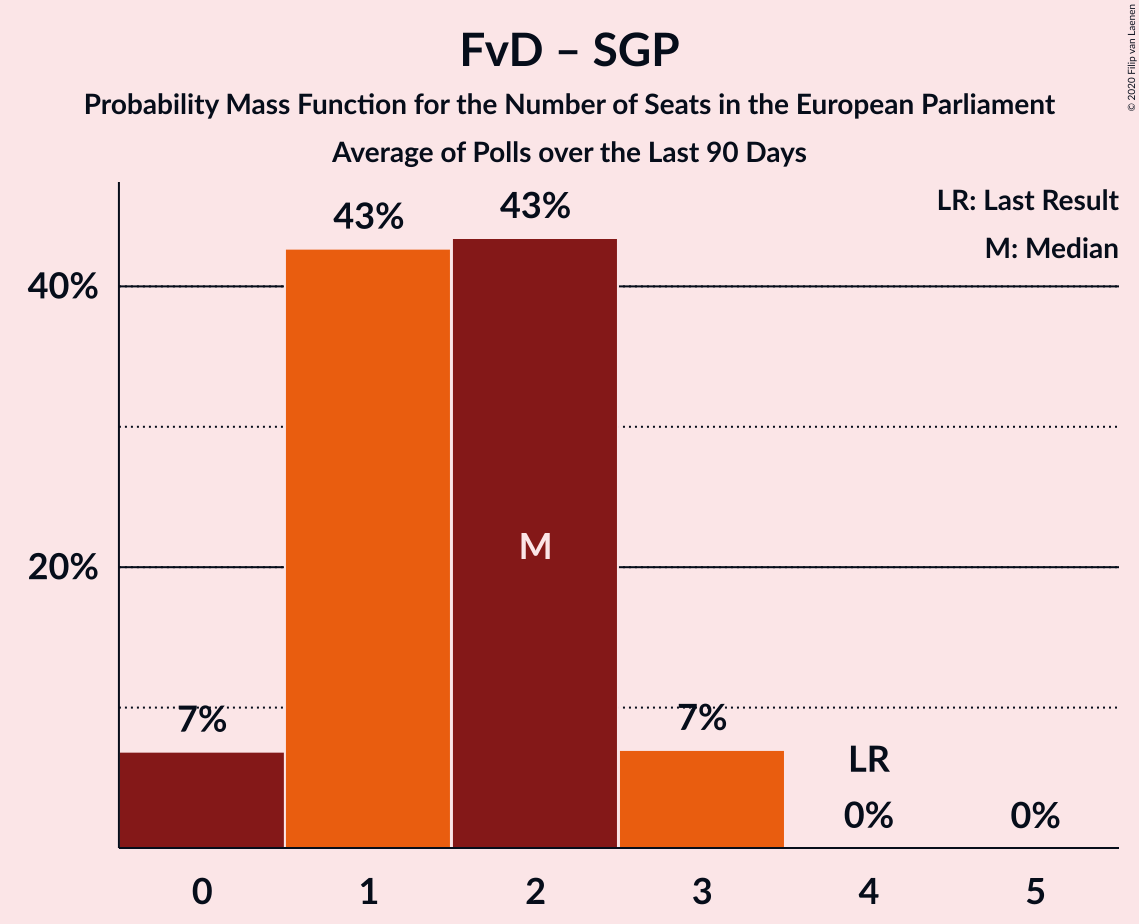 FvD – SGP
Probability Mass Function for the Number of Seats in the European Parliament
Average of Polls over the Last 90 Days
© 2020 Filip van Laenen
LR: Last Result
M: Median
43%
43%
40%
M
20%
7%
7%
LR
0%
0%
0
1
2
3
4
5